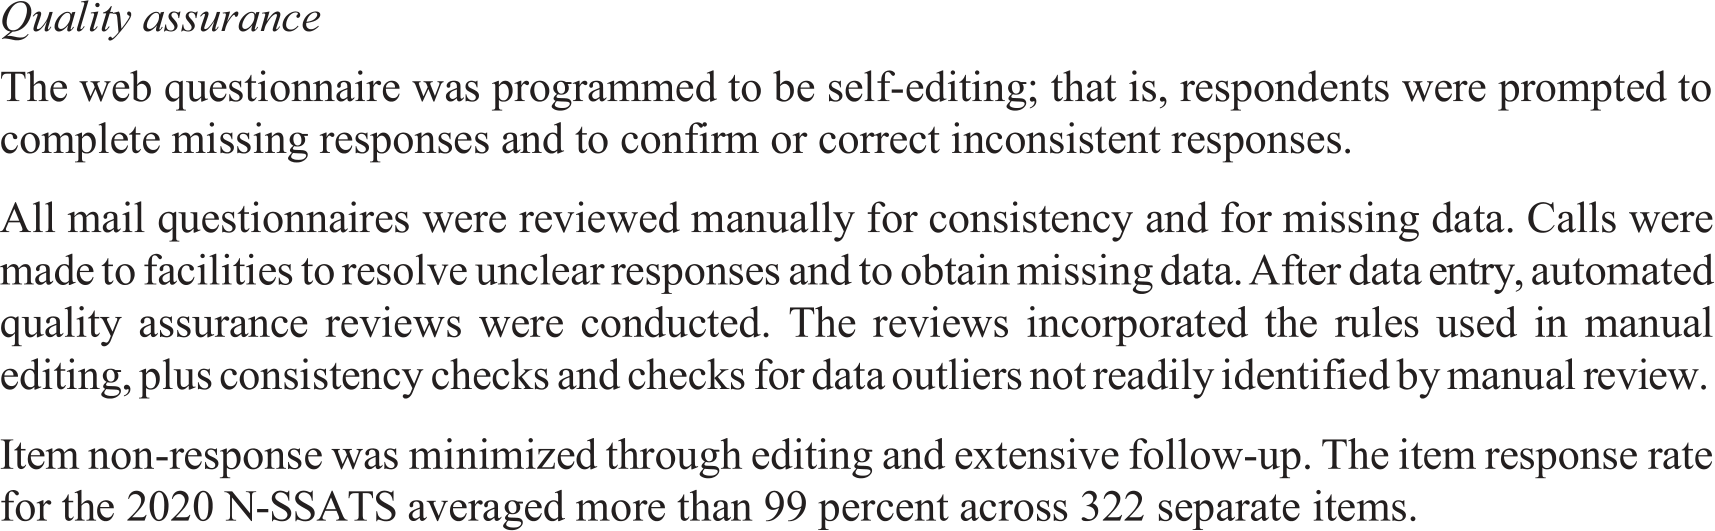 Quality assurance
The web questionnaire was programmed to be self-editing; that is, respondents were prompted to
complete missing responses and to confirm or correct inconsistent responses.
All mail questionnaires were reviewed manually for consistency and for missing data. Calls were
made to facilities to resolve unclear responses and to obtain missing data. After data entry, automated
quality assurance reviews were conducted. The reviews incorporated the rules used in manual
editing, plus consistency checks and checks for data outliers not readily identified by manual review.
Item non-response was minimized through editing and extensive follow-up. The item response rate
for the 2020 N-SSATS averaged more than 99 percent across 322 separate items.